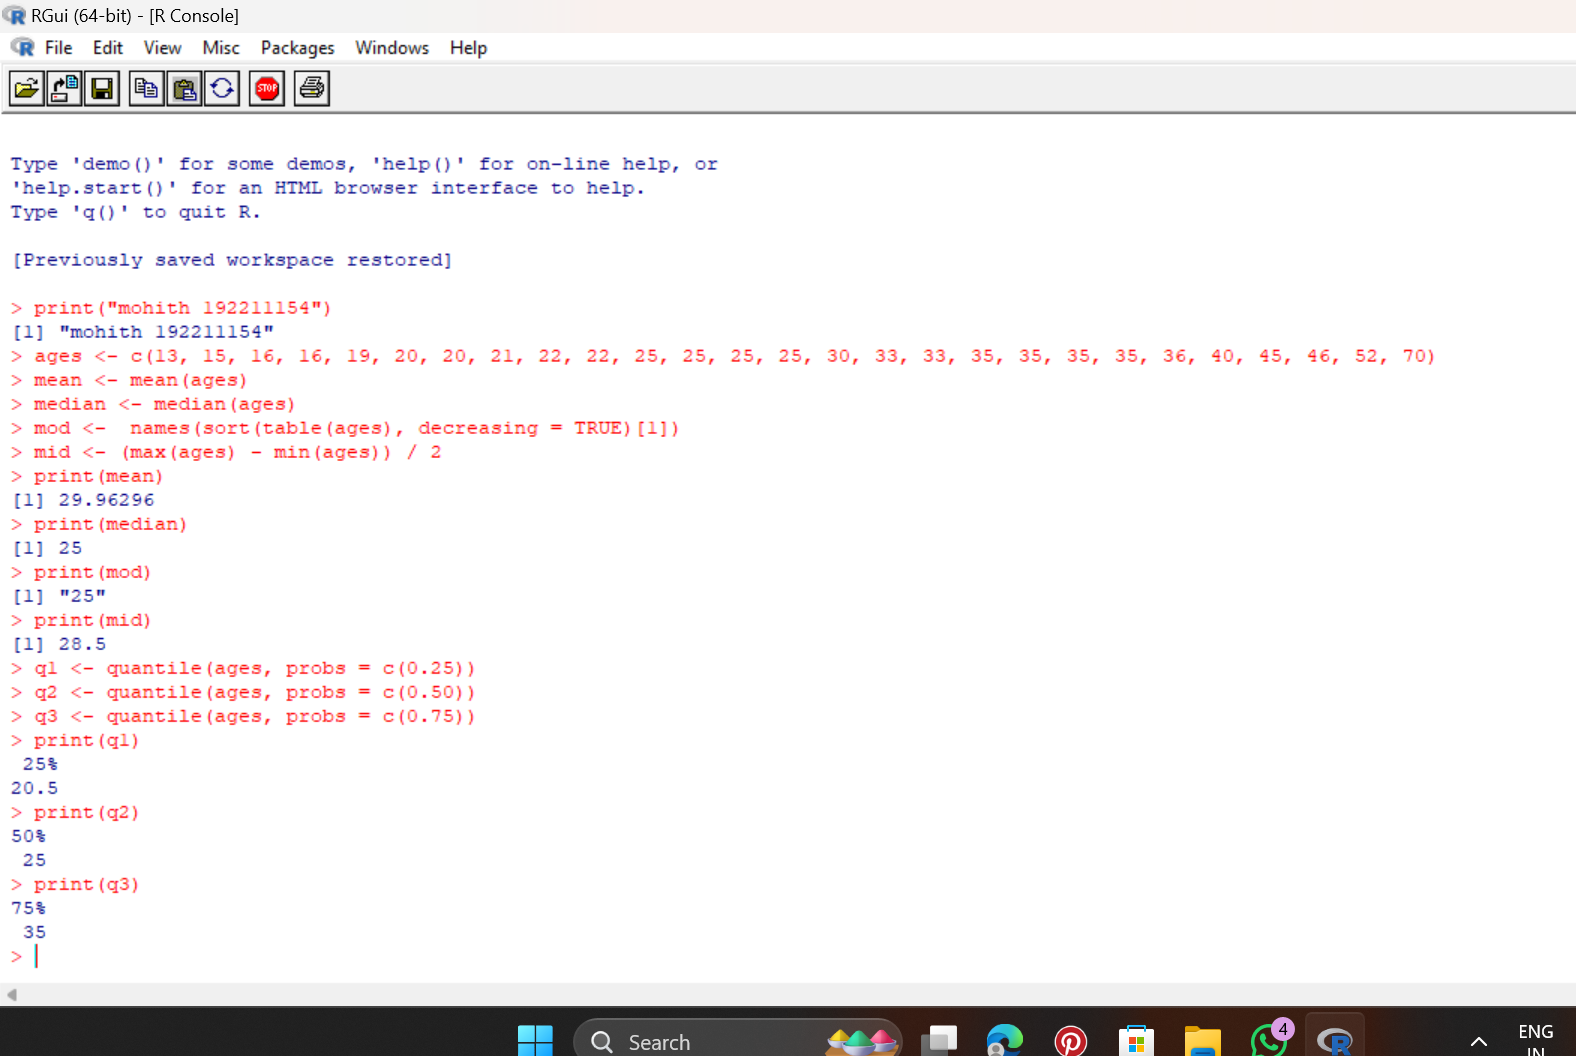 RGui (64-bit) - [R Console]
File Edit View Misc Packages Windows Help
STOP
Type 'demo()' for some demos, 'help()' for on-line help, or
'help.start()' for an HTML browser interface to help.
Type 'q()' to quit R.
[Previously saved workspace restored]
> print("mohith 192211154")
[1] "mohith 192211154"
> ages <- c(13, 15, 16, 16, 19, 20, 20, 21, 22, 22, 25, 25, 25, 25, 30, 33, 33, 35, 35, 35, 35, 36, 40, 45, 46, 52, 70)
> mean <- mean(ages)
> median <- median(ages)
> mod <-  names(sort(table(ages), decreasing = TRUE)[1])
> mid <- (max(ages) - min(ages)) / 2
> print(mean)
[1] 29.96296
> print(median)
[1] 25
> print(mod)
[1] "25"
> print(mid)
[1] 28.5
> q1 <- quantile(ages, probs = c(0.25))
> q2 <- quantile(ages, probs = c(0.50))
> q3 <- quantile(ages, probs = c(0.75))
> print(q1)
 25%
20.5
> print(q2)
50%
 25
> print(q3)
75%
 35
>
Search
4
ENG
IN